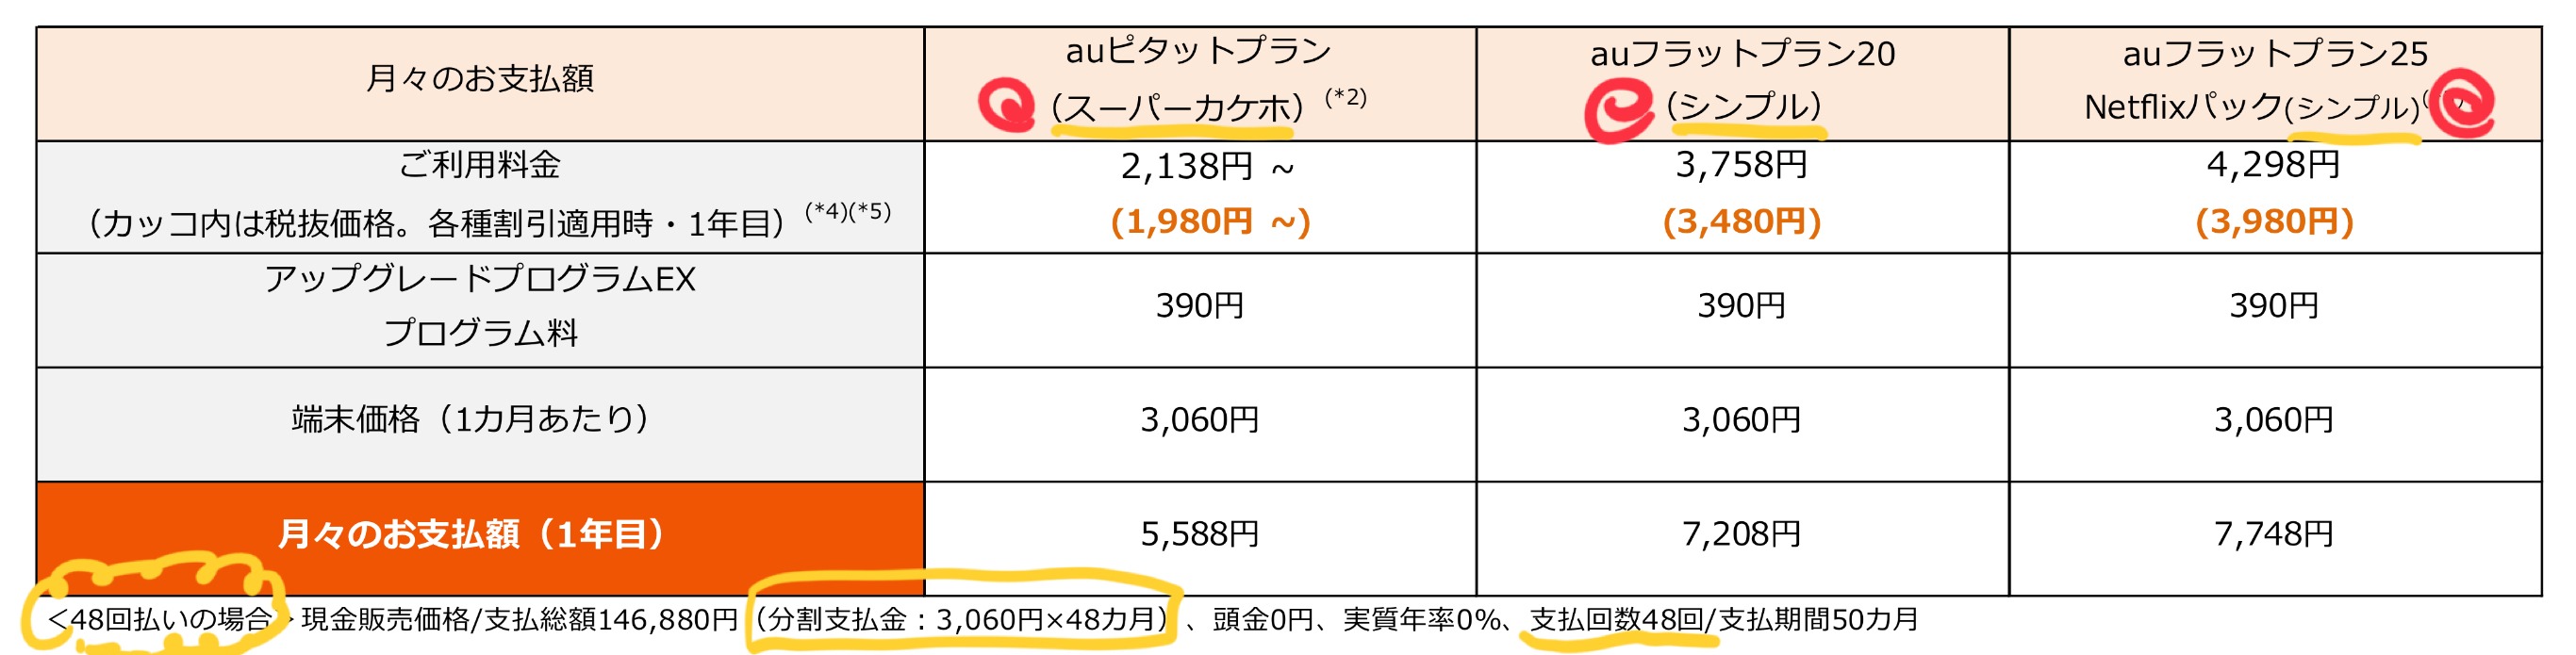 月々のお支払額
auピタットプラン
（スーパーカケホ）(*2)
auフラットプラン20
（シンプル）
auフラットプラン25
Netflixパック(シンプル)
ご利用料金
（カッコ内は税抜価格。各種割引適用時・1年目）(*4)(*5)
2,138円 ~
(1,980円 ~)
3,758円
(3,480円)
4,298円
(3,980円)
アップグレードプログラムEX
プログラム料
390円
390円
390円
端末価格（1カ月あたり）
3,060円
3,060円
3,060円
月々のお支払額（1年目）
5,588円
7,208円
7,748円
＜48回払いの場合＞現金販売価格/支払総額146,880円（分割支払金：3,060円×48カ月）、頭金0円、実質年率0%、支払回数48回/支払期間50カ月